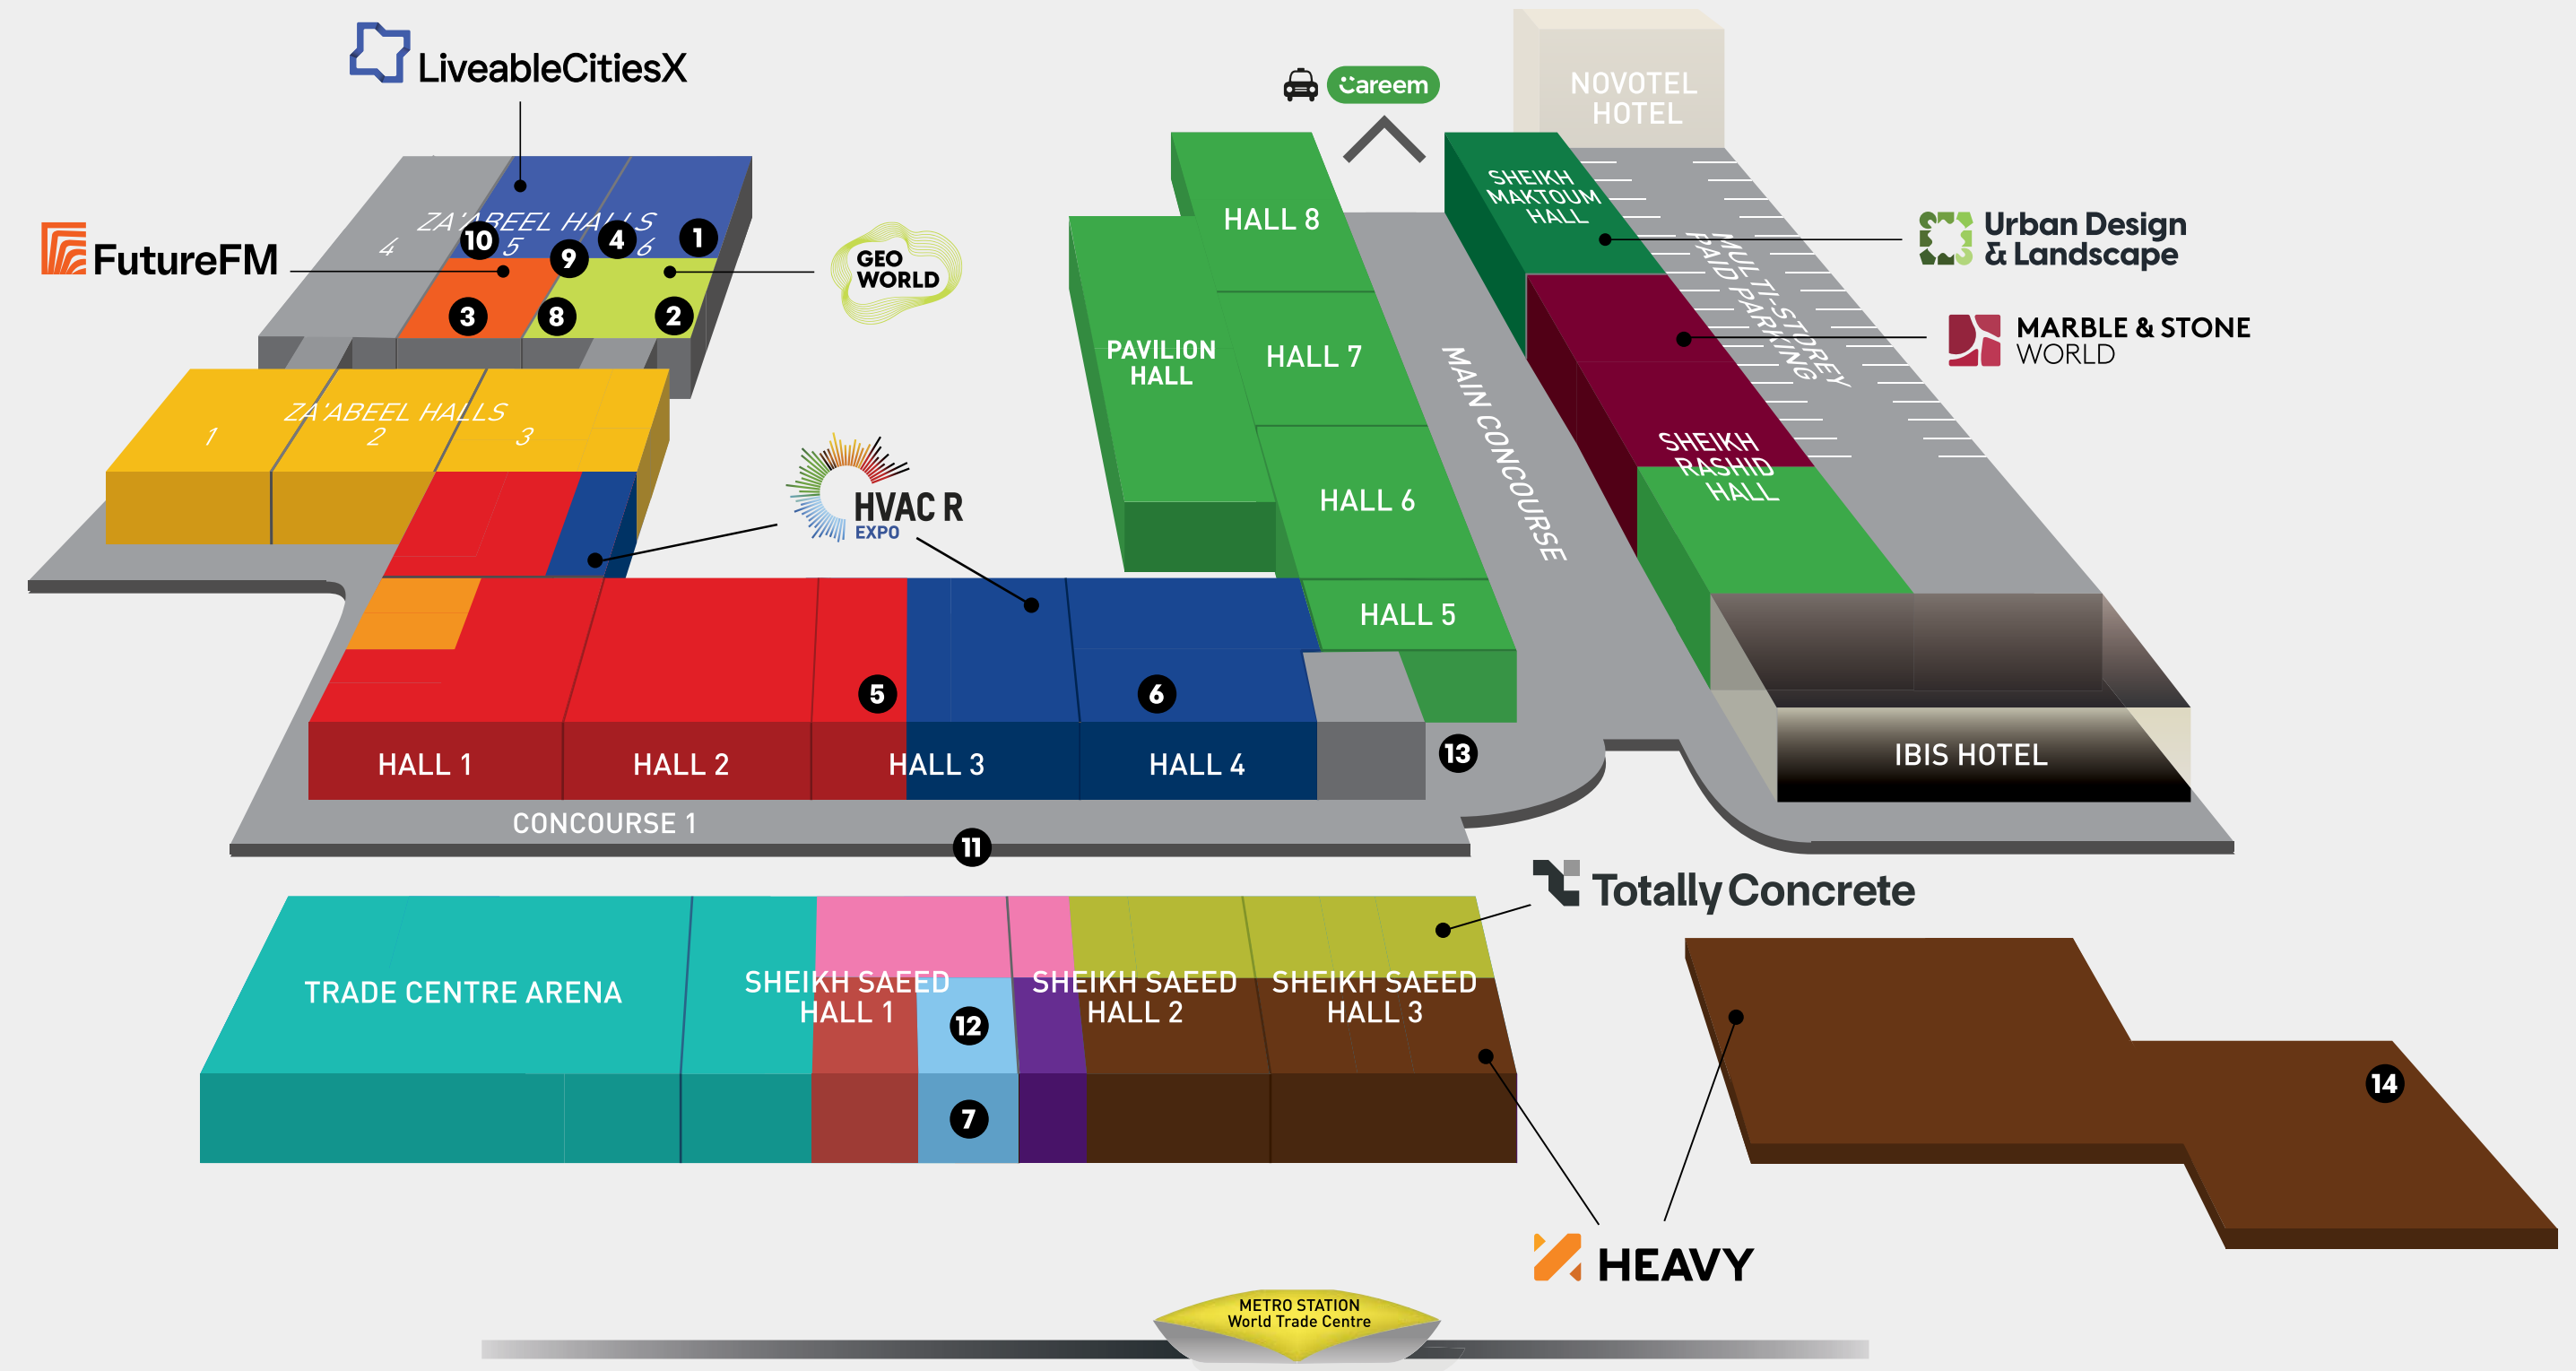 LiveableCitiesX
Careem
NOVOTEL
HOTEL
SHEIKH
MAKTOUM
HALL
HALL 8
ZA'ABEEL HALLS
4
5
6
10
9
4
1
FutureFM
GEO
WORLD
3
8
2
Urban Design
& Landscape
MULTI-STOREY
PAID PARKING
MARBLE & STONE
WORLD
PAVILION
HALL
HALL 7
MAIN CONCOURSE
ZA'ABEEL HALLS
1
2
3
SHEIKH
RASHID
HALL
HVAC R
EXPO
HALL 6
HALL 5
5
6
HALL 1
HALL 2
HALL 3
HALL 4
13
IBIS HOTEL
CONCOURSE 1
11
Totally Concrete
TRADE CENTRE ARENA
SHEIKH SAEED
HALL 1
SHEIKH SAEED
HALL 2
SHEIKH SAEED
HALL 3
12
14
7
HEAVY
METRO STATION
World Trade Centre